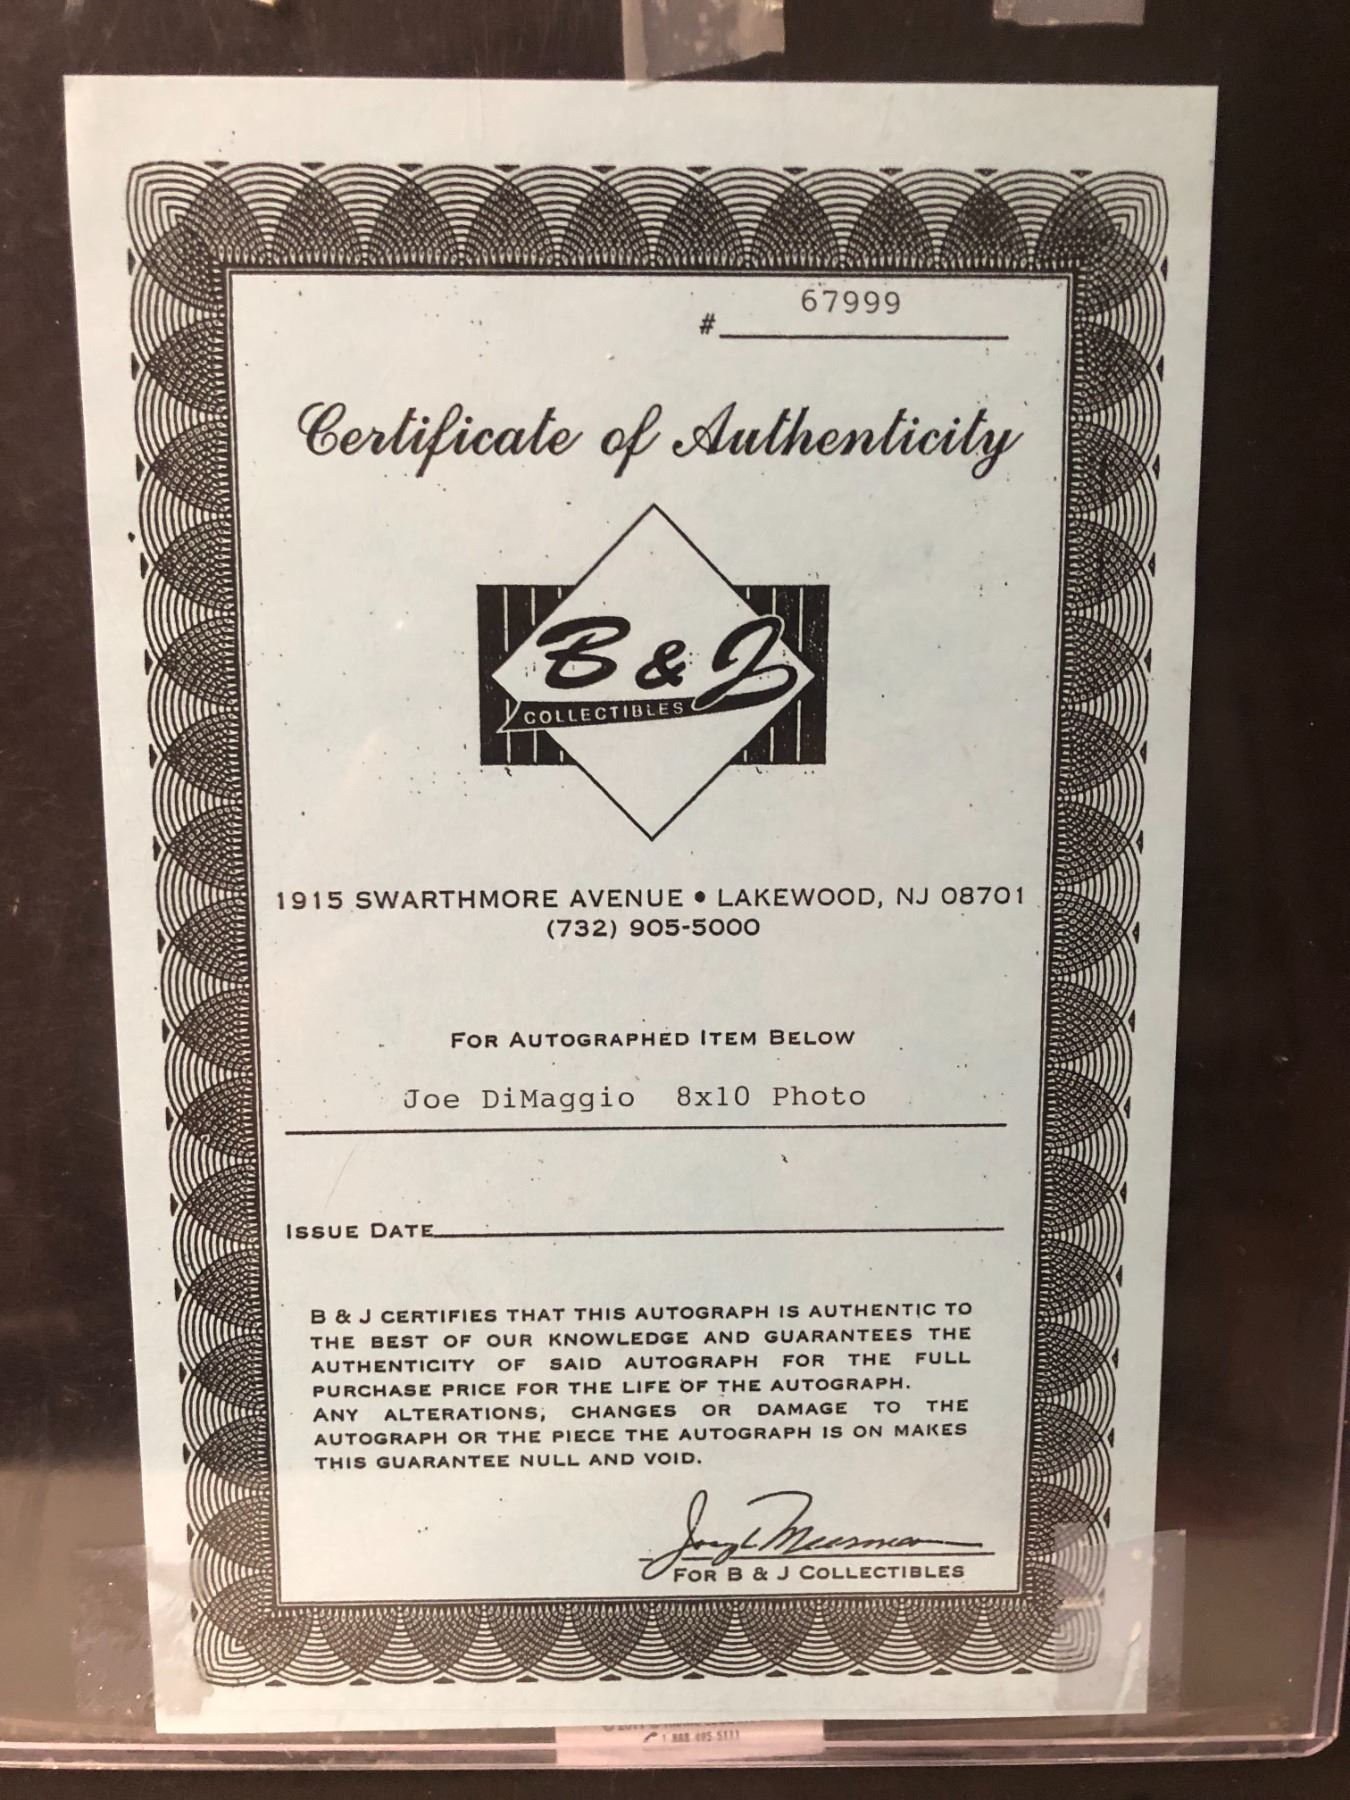 # 67999
Certificate of Authenticity
B & J
COLLECTIBLES
1915 SWARTHMORE AVENUE • LAKEWOOD, NJ 08701
(732) 905-5000
FOR AUTOGRAPHED ITEM BELOW
Joe DiMaggio 8x10 Photo
ISSUE DATE
B & J CERTIFIES THAT THIS AUTOGRAPH IS AUTHENTIC TO
THE BEST OF OUR KNOWLEDGE AND GUARANTEES THE
AUTHENTICITY OF SAID AUTOGRAPH FOR THE FULL
PURCHASE PRICE FOR THE LIFE OF THE AUTOGRAPH.
ANY ALTERATIONS, CHANGES OR DAMAGE TO THE
AUTOGRAPH OR THE PIECE THE AUTOGRAPH IS ON MAKES
THIS GUARANTEE NULL AND VOID.
FOR B & J COLLECTIBLES